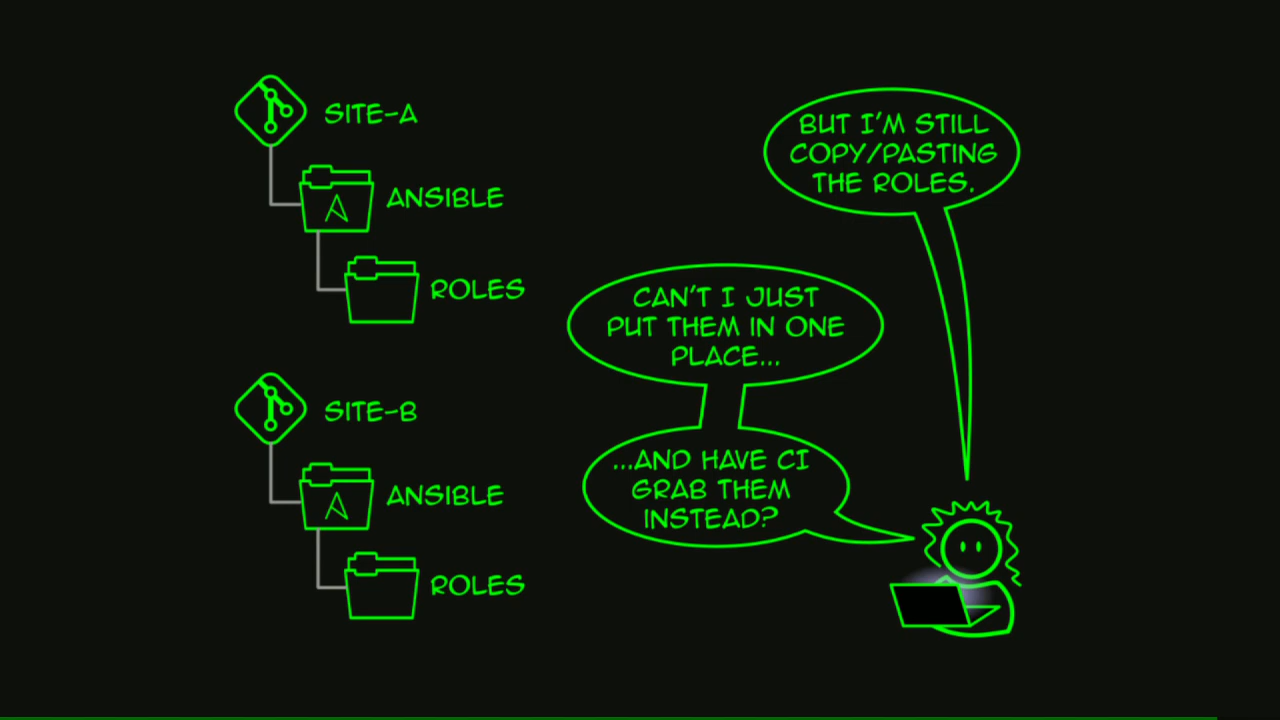 SITE-A
ANSIBLE
ROLES
SITE-B
ANSIBLE
ROLES
BUT I'M STILL
COPY/PASTING
THE ROLES.
CAN'T I JUST
PUT THEM IN ONE
PLACE...
...AND HAVE CI
GRAB THEM
INSTEAD?